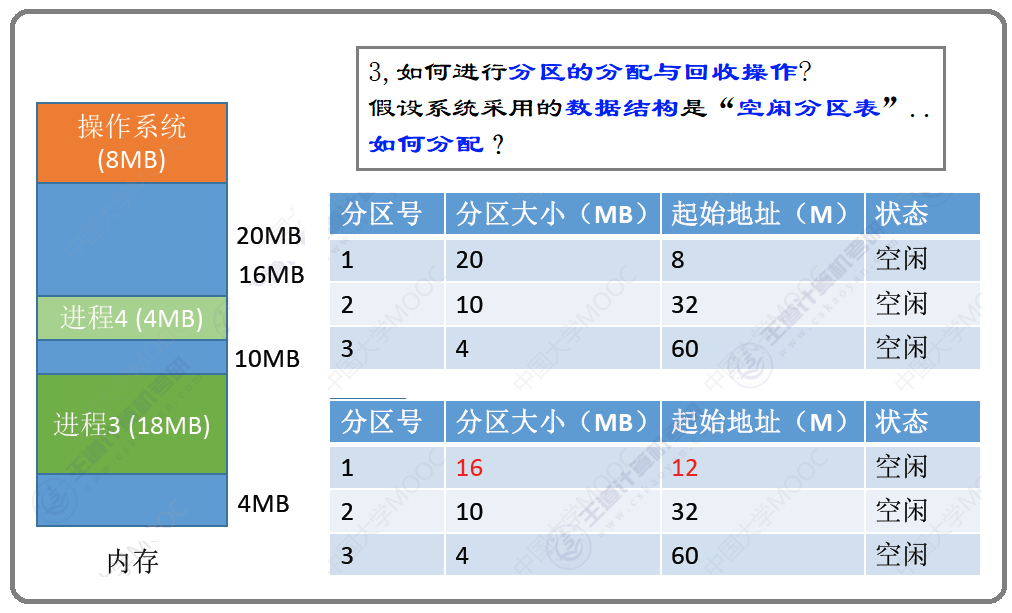 3,如何进行分区的分配与回收操作?
假设系统采用的数据结构是“空闲分区表”..
如何分配?
操作系统
(8MB)
20MB
16MB
进程4 (4MB)
10MB
进程3 (18MB)
4MB
内存
分区号 分区大小（MB） 起始地址（M） 状态
1 20 8 空闲
2 10 32 空闲
3 4 60 空闲
分区号 分区大小（MB） 起始地址（M） 状态
1 16 12 空闲
2 10 32 空闲
3 4 60 空闲
中国大学MOOC
王道计算机考研
www.cskaoyan.com